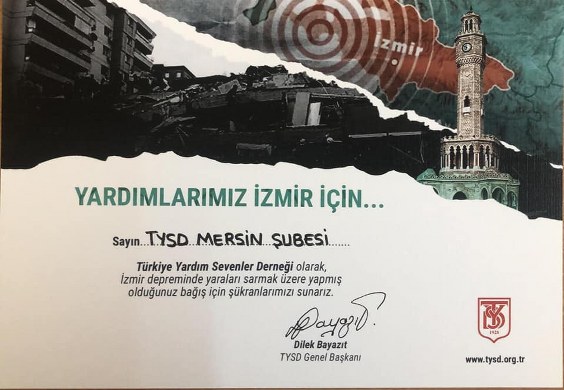 İzmir
YARDIMLARIMIZ İZMİR İÇİN...
Sayın TYSD MERSİN ŞUBESİ
Türkiye Yardım Sevenler Derneği olarak,
İzmir depreminde yaraları sarmak üzere yapmış
olduğunuz bağış için şükranlarımızı sunarız.
Dilek Bayazıt
TYSD Genel Başkanı
1928
www.tysd.org.tr